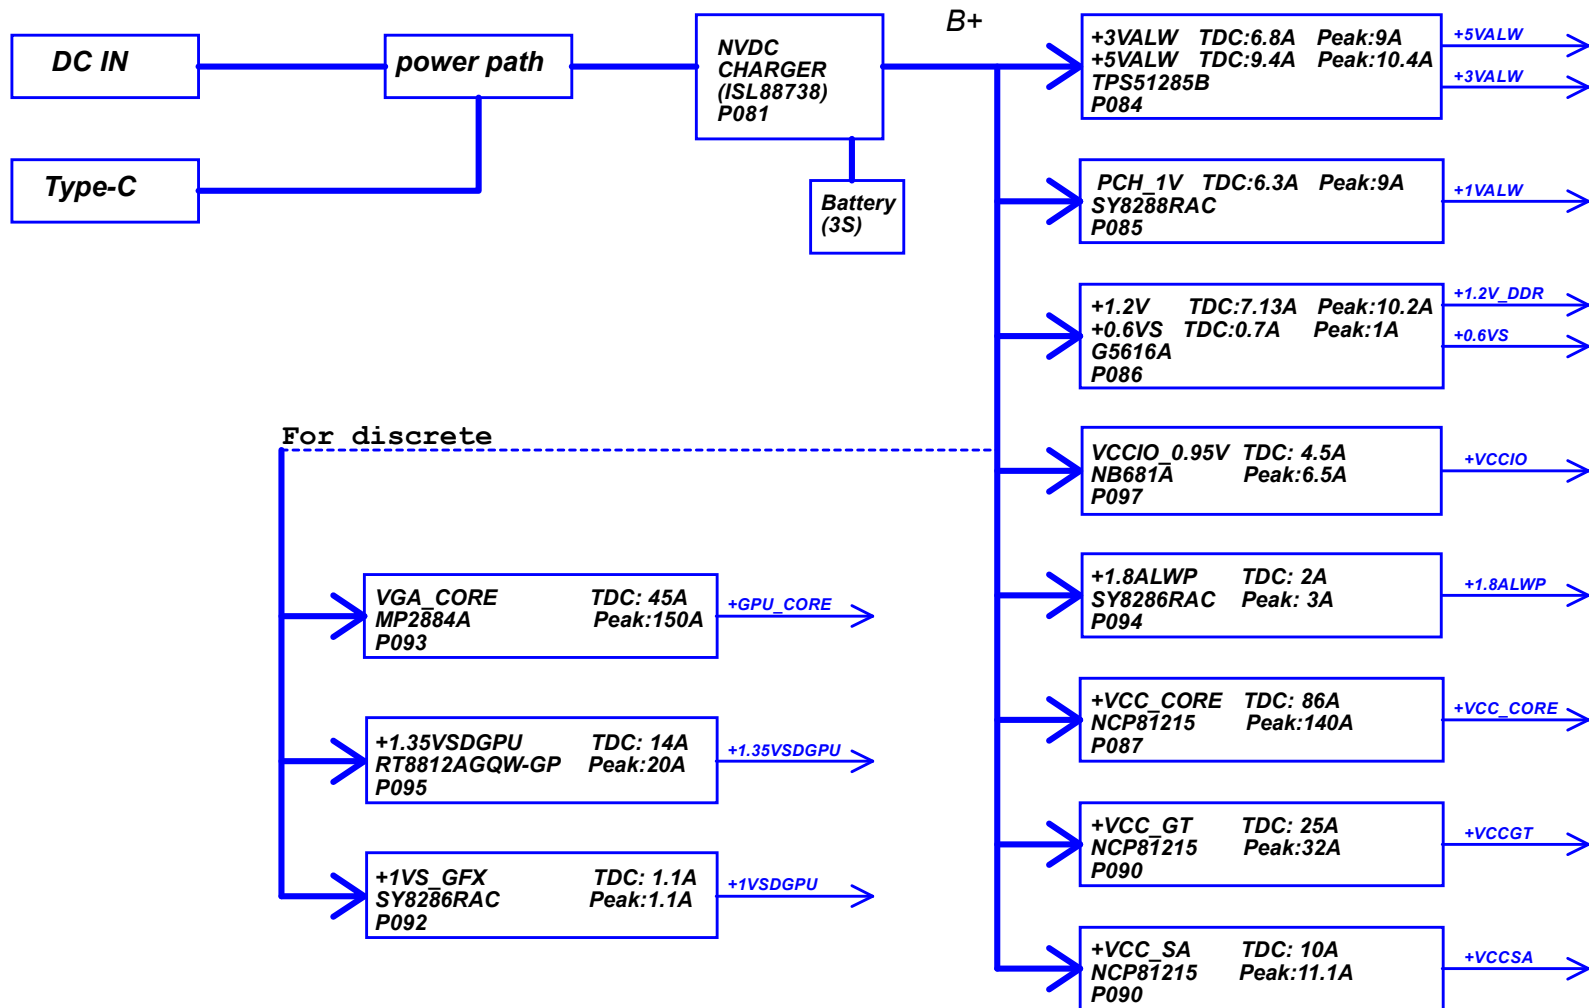 B+
DC IN
power path
NVDC
CHARGER
(ISL88738)
P081
Type-C
Battery
(3S)
+3VALW TDC:6.8A Peak:9A
+5VALW TDC:9.4A Peak:10.4A
TPS51285B
P084
+5VALW
+3VALW
PCH_1V TDC:6.3A Peak:9A
SY8288RAC
P085
+1VALW
+1.2V TDC:7.13A Peak:10.2A
+0.6VS TDC:0.7A Peak:1A
G5616A
P086
+1.2V_DDR
+0.6VS
For discrete
VCCIO_0.95V TDC: 4.5A
NB681A Peak:6.5A
P097
+VCCIO
+1.8ALWP TDC: 2A
SY8286RAC Peak: 3A
P094
+1.8ALWP
VGA_CORE TDC: 45A
MP2884A Peak:150A
P093
+GPU_CORE
+VCC_CORE TDC: 86A
NCP81215 Peak:140A
P087
+VCC_CORE
+1.35VSDGPU TDC: 14A
RT8812AGQW-GP Peak:20A
P095
+1.35VSDGPU
+VCC_GT TDC: 25A
NCP81215 Peak:32A
P090
+VCCGT
+1VS_GFX TDC: 1.1A
SY8286RAC Peak:1.1A
P092
+1VSDGPU
+VCC_SA TDC: 10A
NCP81215 Peak:11.1A
P090
+VCCSA